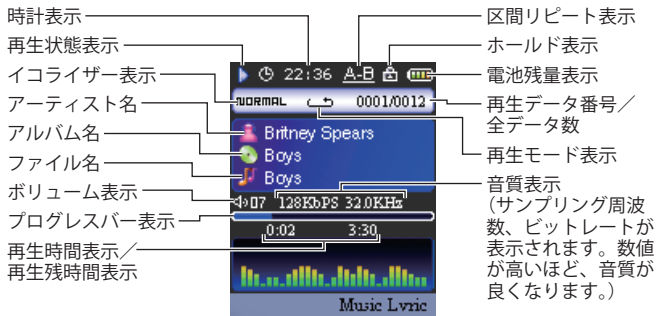 時計表示
再生状態表示
イコライザー表示
アーティスト名
アルバム名
ファイル名
ボリューム表示
プログレスバー表示
再生時間表示／
再生残時間表示
22:36 A-B
NORMAL 0001/0012
Britney Spears
Boys
Boys
07 128KbPS 32.0KHz
0:02 3:30
Music Lyric
区間リピート表示
ホールド表示
電池残量表示
再生データ番号／
全データ数
再生モード表示
音質表示
（サンプリング周波
数、ビットレートが
表示されます。数値
が高いほど、音質が
良くなります。）